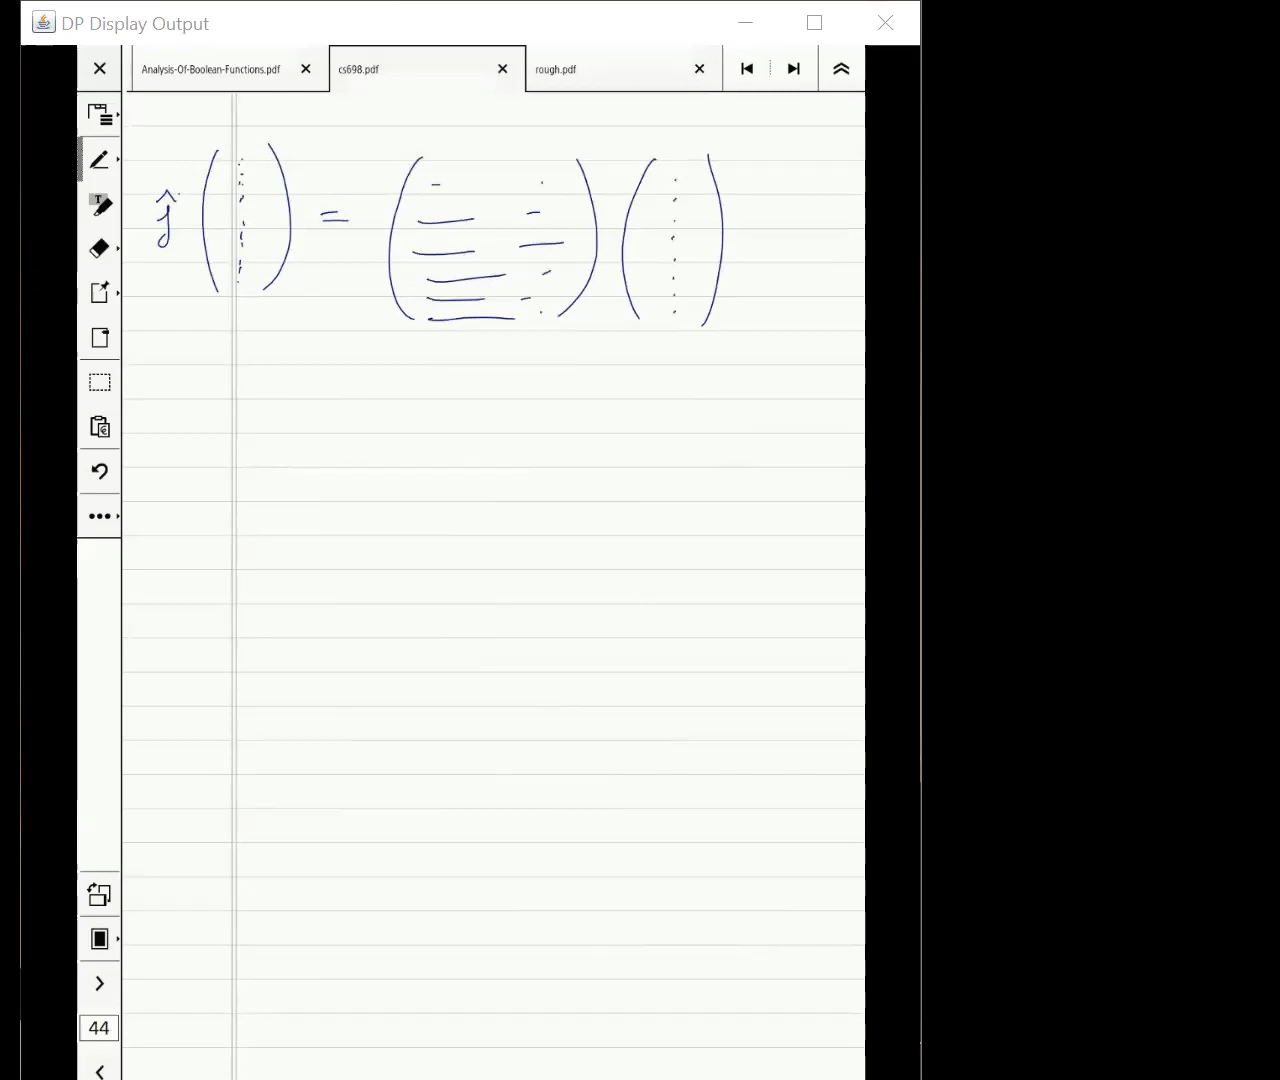 DP Display Output
Analysis-Of-Boolean-Functions.pdf
cs698.pdf
rough.pdf
=
44